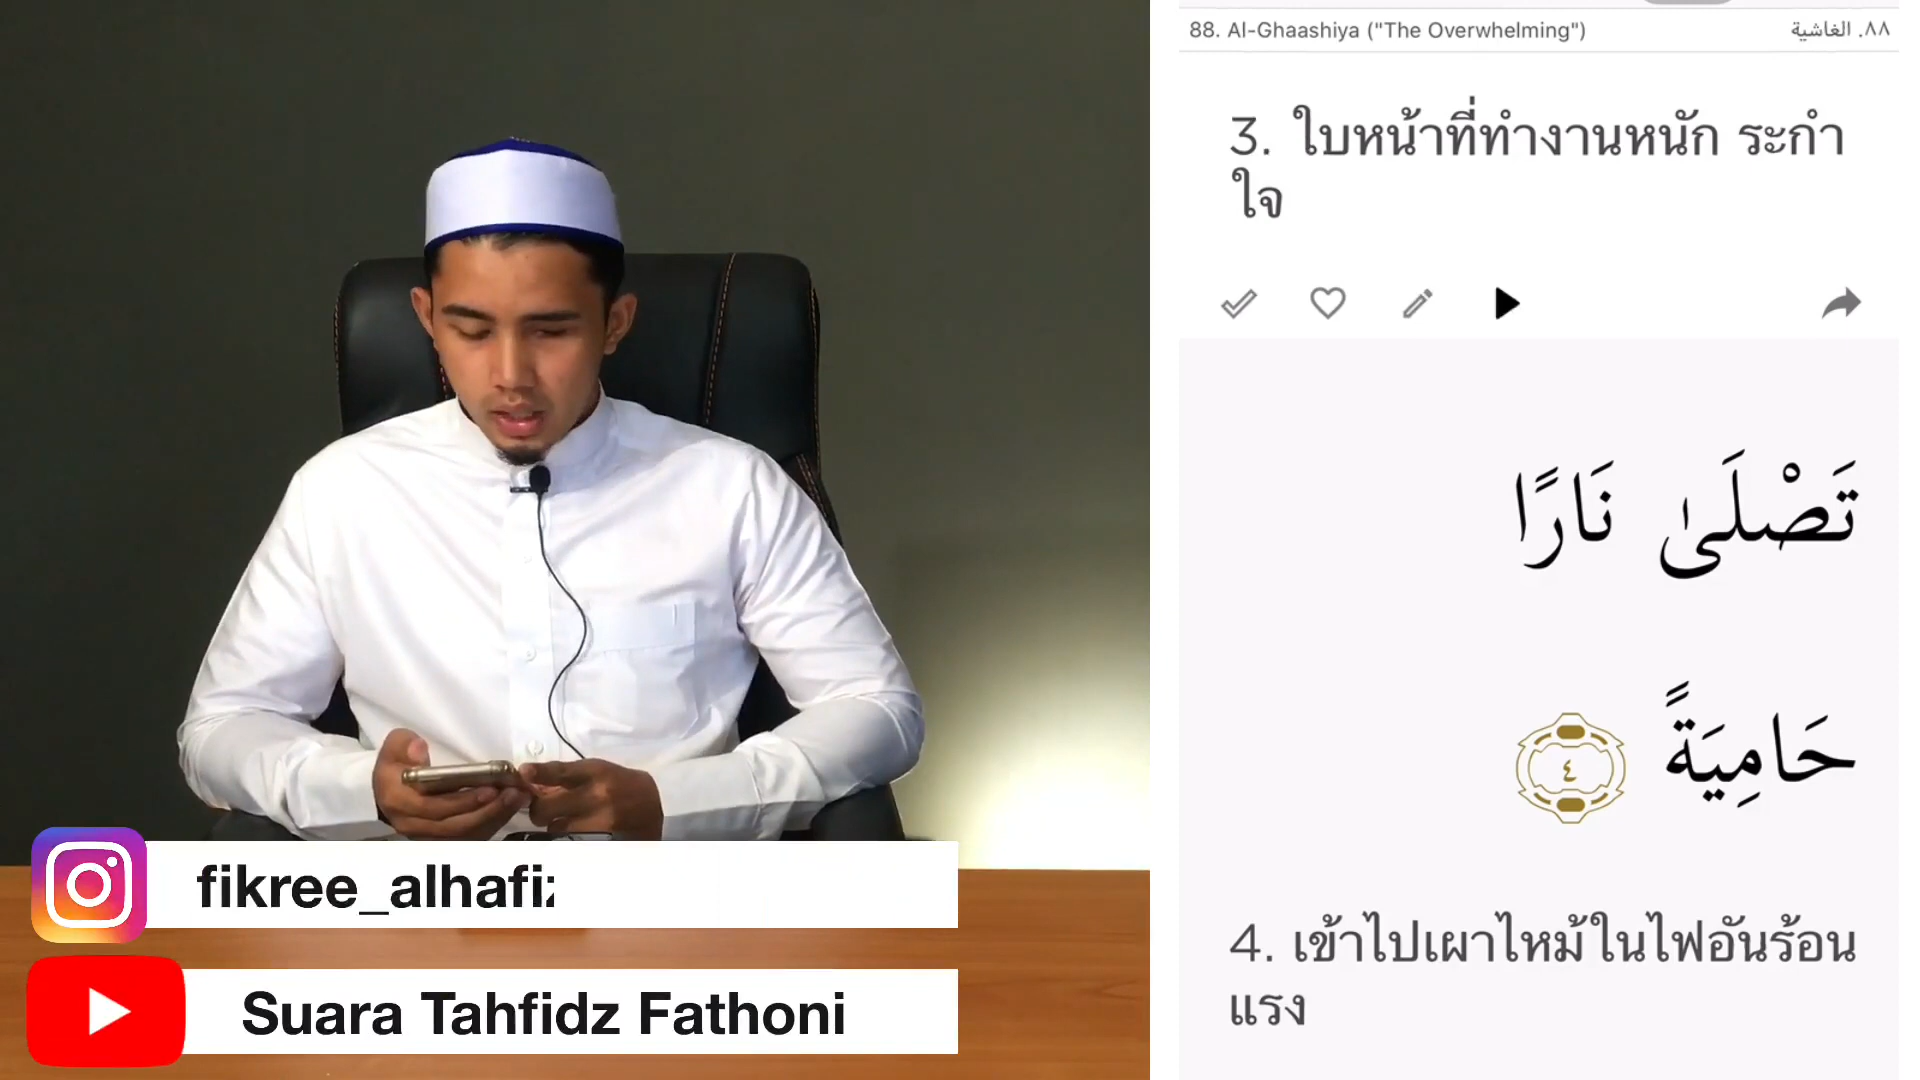 88. Al-Ghaashiya ("The Overwhelming")
٨٨. الغاشية
3. ใบหน้าที่ทำงานหนัก ระกำ
ใจ
تَصْلَىٰ نَارًا
حَامِيَةً ٤
4. เข้าไปเผาไหม้ในไฟอันร้อน
แรง
fikree_alhafiz
Suara Tahfidz Fathoni